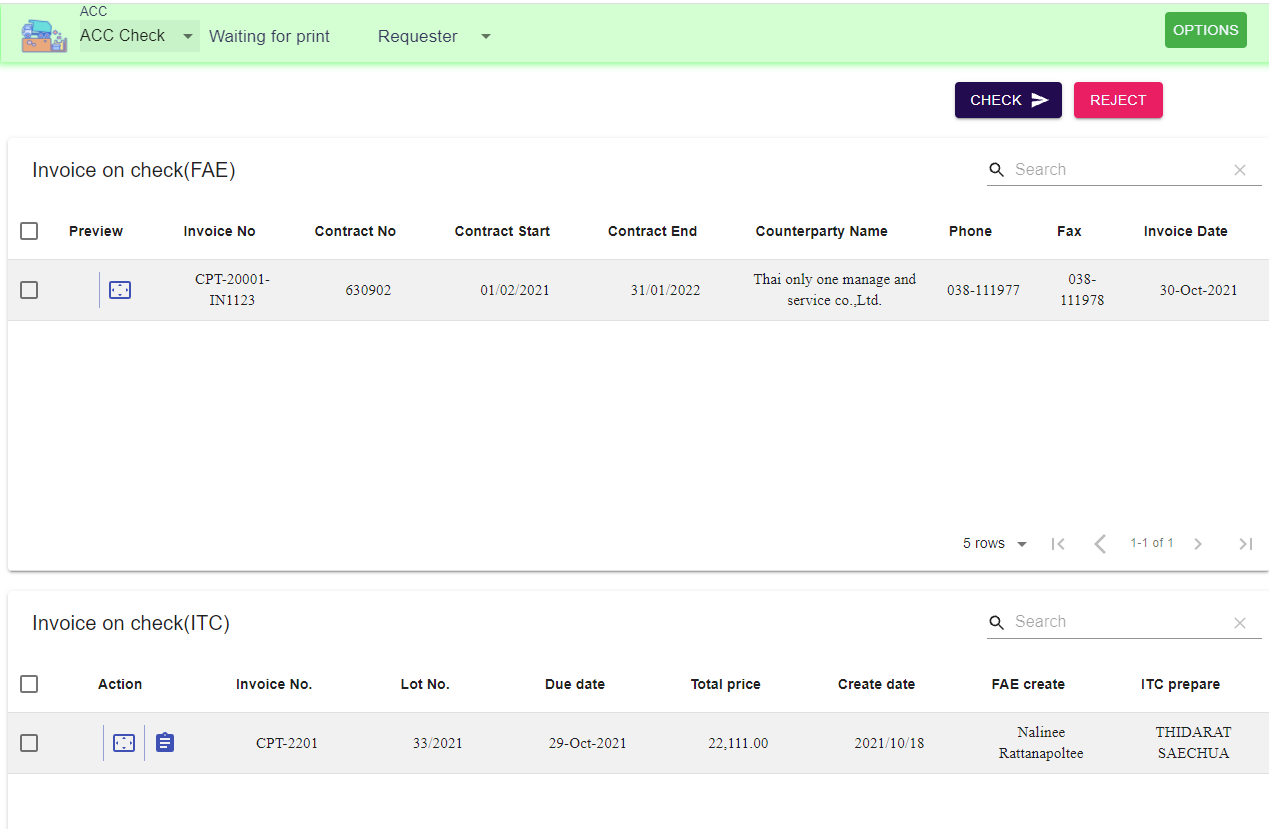 ACC
ACC Check
Waiting for print
Requester
OPTIONS
CHECK
REJECT
Invoice on check(FAE)
Search
Preview Invoice No Contract No Contract Start Contract End Counterparty Name Phone Fax Invoice Date
CPT-20001-
IN1123
630902
01/02/2021
31/01/2022
Thai only one manage and
service co.,Ltd.
038-111977
038-
111978
30-Oct-2021
5 rows
1-1 of 1
Invoice on check(ITC)
Search
Action Invoice No. Lot No. Due date Total price Create date FAE create ITC prepare
CPT-2201
33/2021
29-Oct-2021
22,111.00
2021/10/18
Nalinee
Rattanapoltee
THIDARAT
SAECHUA